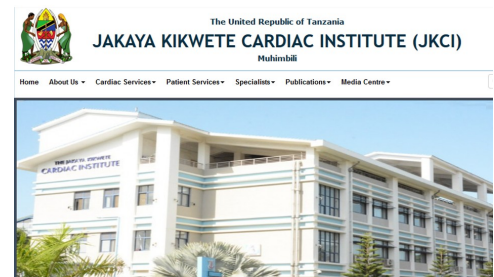 The United Republic of Tanzania
JAKAYA KIKWETE CARDIAC INSTITUTE (JKCI)
Muhimbili
Home About Us Cardiac Services Patient Services Specialists Publications Media Centre
THE JAKAYA KIKWETE
CARDIAC INSTITUTE